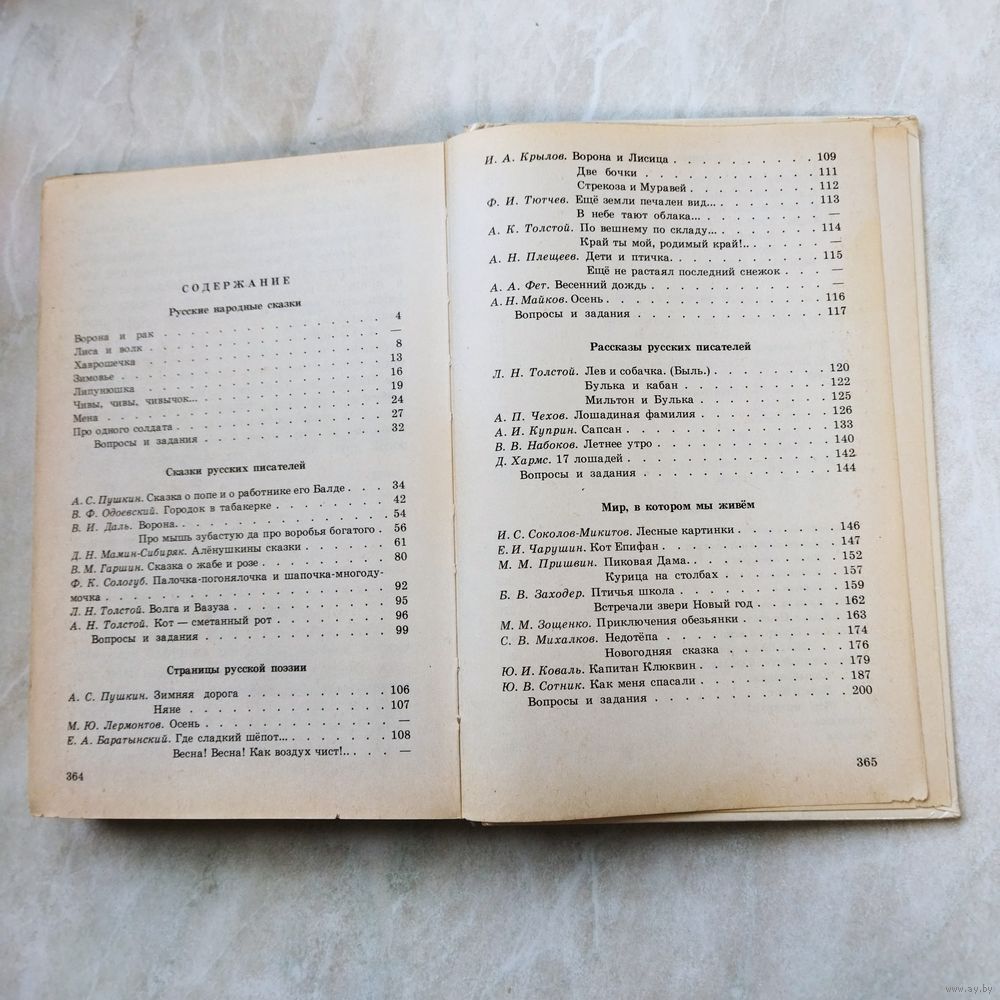 СОДЕРЖАНИЕ
Русские народные сказки
Ворона и рак . . . . . . . . . . . . . 4
Лиса и волк . . . . . . . . . . . . . —
Хаврошечка . . . . . . . . . . . . . 8
Зимовье . . . . . . . . . . . . . 13
Липунюшка . . . . . . . . . . . . . 16
Чивы, чивы, чивычок... . . . . . . . . . . 19
Мена . . . . . . . . . . . . . 24
Про одного солдата . . . . . . . . . . . . 27
Вопросы и задания . . . . . . . . . . . 32
Сказки русских писателей
А. С. Пушкин. Сказка о попе и о работнике его Балде . . . 34
В. Ф. Одоевский. Городок в табакерке . . . . . . . 42
В. И. Даль. Ворона. . . . . . . . . . . . 54
Про мышь зубастую да про воробья богатого . 56
Д. Н. Мамин-Сибиряк. Алёнушкины сказки . . . . . 61
В. М. Гаршин. Сказка о жабе и розе . . . . . . . . 80
Ф. К. Сологуб. Палочка-погонялочка и шапочка-многоду-
мочка . . . . . . . . . . . . . 92
Л. Н. Толстой. Волга и Вазуза . . . . . . . . . . 95
А. Н. Толстой. Кот — сметанный рот . . . . . . . 96
Вопросы и задания . . . . . . . . . . . 99
Страницы русской поэзии
А. С. Пушкин. Зимняя дорога . . . . . . . . . 106
Няне . . . . . . . . . . . . 107
М. Ю. Лермонтов. Осень . . . . . . . . . . . —
Е. А. Баратынский. Где сладкий шёпот... . . . . . . 108
Весна! Весна! Как воздух чист!.. . . . —
364
И. А. Крылов. Ворона и Лисица . . . . . . . . . . 109
Две бочки . . . . . . . . . . . . 111
Стрекоза и Муравей . . . . . . . . . 112
Ф. И. Тютчев. Ещё земли печален вид... . . . . . . . 113
В небе тают облака... . . . . . . . . —
А. К. Толстой. По вешнему по складу... . . . . . . . 114
Край ты мой, родимый край!.. . . . . . —
А. Н. Плещеев. Дети и птичка. . . . . . . . . . 115
Ещё не растаял последний снежок . . . —
А. А. Фет. Весенний дождь . . . . . . . . . . . —
А. Н. Майков. Осень . . . . . . . . . . . . . 116
Вопросы и задания . . . . . . . . . . . 117
Рассказы русских писателей
Л. Н. Толстой. Лев и собачка. (Быль.) . . . . . . . 120
Булька и кабан . . . . . . . . . . 122
Мильтон и Булька . . . . . . . . . 125
А. П. Чехов. Лошадиная фамилия . . . . . . . . . 126
А. И. Куприн. Сапсан . . . . . . . . . . . . . 133
В. В. Набоков. Летнее утро . . . . . . . . . . . 140
Д. Хармс. 17 лошадей . . . . . . . . . . . . . 142
Вопросы и задания . . . . . . . . . . . 144
Мир, в котором мы живём
И. С. Соколов-Микитов. Лесные картинки . . . . . . 146
Е. И. Чарушин. Кот Епифан . . . . . . . . . . . 147
М. М. Пришвин. Пиковая Дама. . . . . . . . . . . 152
Курица на столбах . . . . . . . . 157
Б. В. Заходер. Птичья школа . . . . . . . . . . 159
Встречали звери Новый год . . . . . . 162
М. М. Зощенко. Приключения обезьянки . . . . . . . 163
С. В. Михалков. Недотёпа . . . . . . . . . . . 174
Новогодняя сказка . . . . . . . . 176
Ю. И. Коваль. Капитан Клюквин . . . . . . . . . 179
Ю. В. Сотник. Как меня спасали . . . . . . . . . 187
Вопросы и задания . . . . . . . . . . . 200
365
www.ay.by